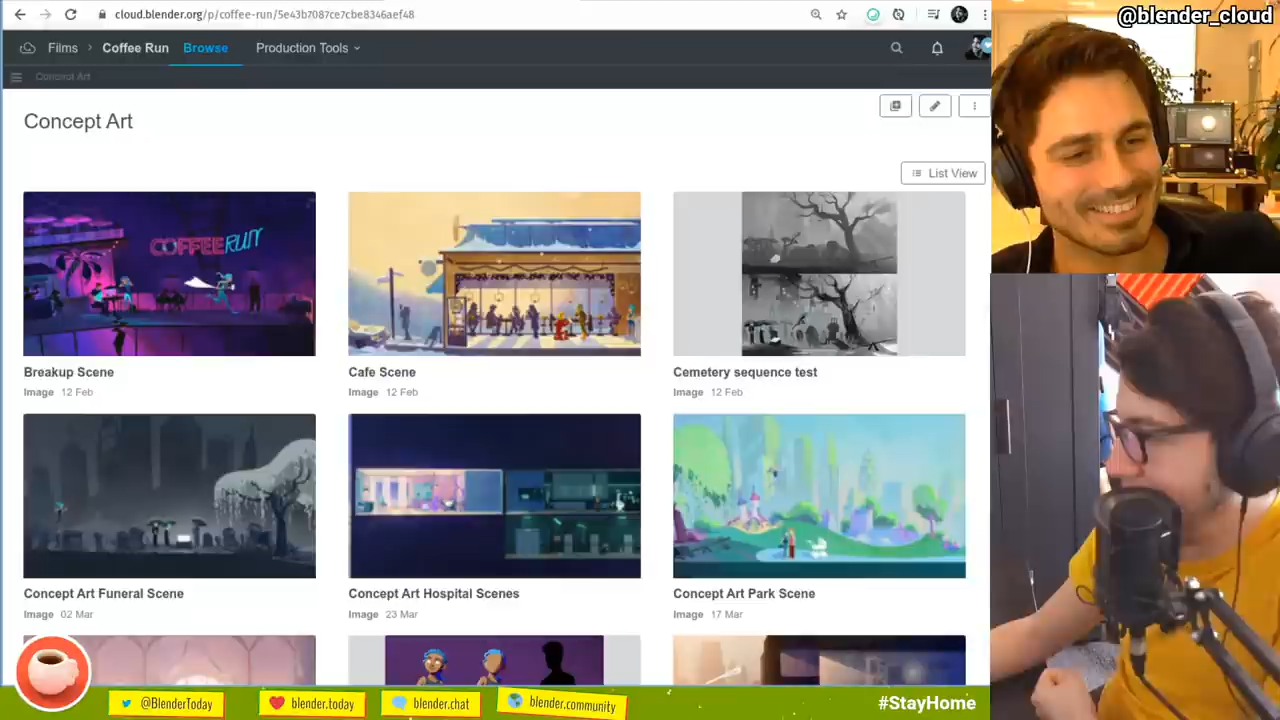 cloud.blender.org/p/coffee-run/5e43b7087ce7cbe8346aef48
@blender_cloud
Films > Coffee Run Browse Production Tools
Concept Art
Concept Art
List View
COFFEE RUN
Breakup Scene
Image 12 Feb
Cafe Scene
Image 12 Feb
Cemetery sequence test
Image 12 Feb
Concept Art Funeral Scene
Image 02 Mar
Concept Art Hospital Scenes
Image 23 Mar
Concept Art Park Scene
Image 17 Mar
@BlenderToday
blender.today
blender.chat
blender.community
#StayHome